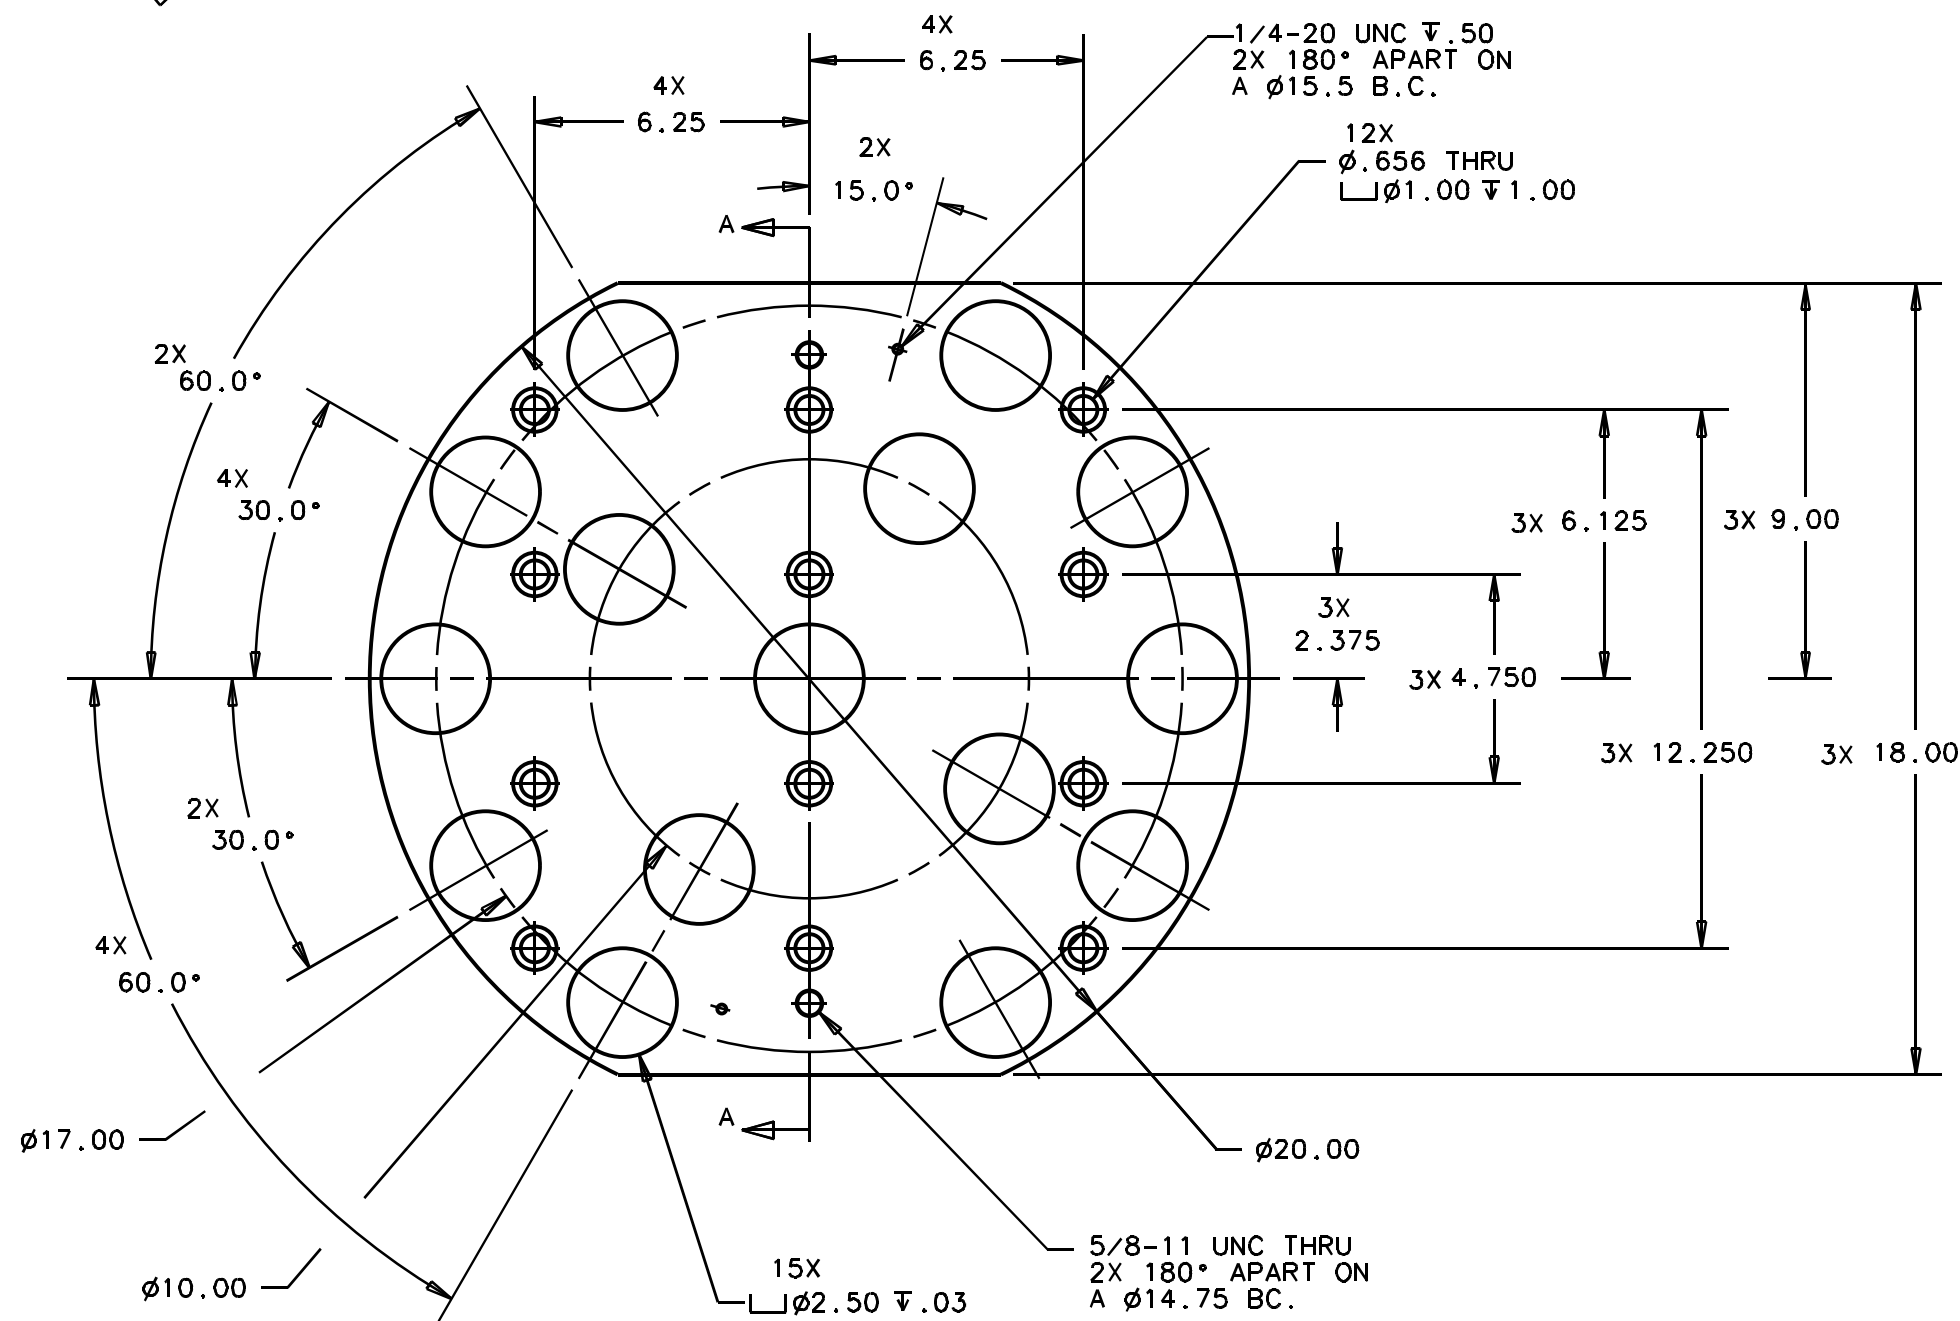 4X
6.25
1/4-20 UNC ↧.50
2X 180° APART ON
A ⌀15.5 B.C.
4X
6.25
12X
⌀.656 THRU
⌴⌀1.00 ↧1.00
2X
15.0°
A
2X
60.0°
4X
30.0°
3X 6.125
3X 9.00
3X
2.375
3X 4.750
3X 12.250
3X 18.00
2X
30.0°
4X
60.0°
A
⌀17.00
⌀20.00
⌀10.00
15X
⌴⌀2.50 ↧.03
5/8-11 UNC THRU
2X 180° APART ON
A ⌀14.75 BC.